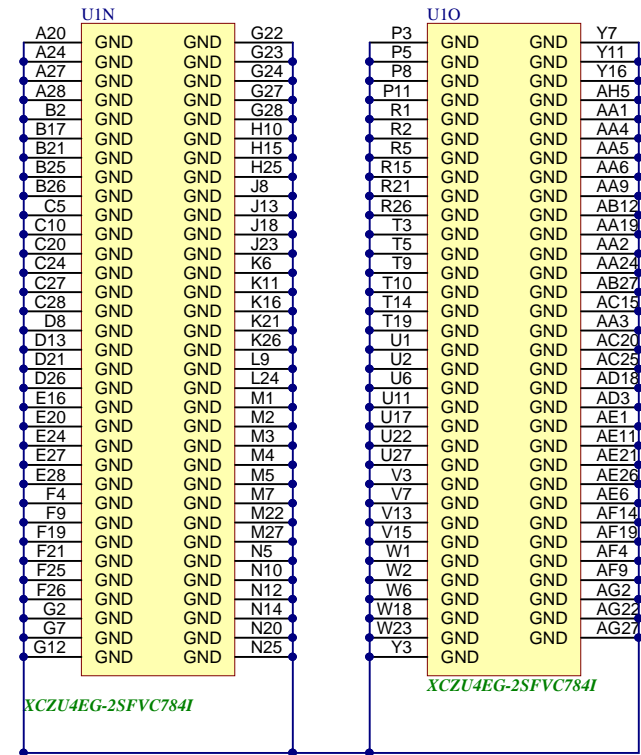 U1N
A20 GND GND G22
A24 GND GND G23
A27 GND GND G24
A28 GND GND G27
B2 GND GND G28
B17 GND GND H10
B21 GND GND H15
B25 GND GND H25
B26 GND GND J8
C5 GND GND J13
C10 GND GND J18
C20 GND GND J23
C24 GND GND K6
C27 GND GND K11
C28 GND GND K16
D8 GND GND K21
D13 GND GND K26
D21 GND GND L9
D26 GND GND L24
E16 GND GND M1
E20 GND GND M2
E24 GND GND M3
E27 GND GND M4
E28 GND GND M5
F4 GND GND M7
F9 GND GND M22
F19 GND GND M27
F21 GND GND N5
F25 GND GND N10
F26 GND GND N12
G2 GND GND N14
G7 GND GND N20
G12 GND GND N25
XCZU4EG-2SFVC784I
U1O
P3 GND GND Y7
P5 GND GND Y11
P8 GND GND Y16
P11 GND GND AH5
R1 GND GND AA1
R2 GND GND AA4
R5 GND GND AA5
R15 GND GND AA6
R21 GND GND AA9
R26 GND GND AB12
T3 GND GND AA19
T5 GND GND AA2
T9 GND GND AA24
T10 GND GND AB27
T14 GND GND AC15
T19 GND GND AA3
U1 GND GND AC20
U2 GND GND AC25
U6 GND GND AD18
U11 GND GND AD3
U17 GND GND AE1
U22 GND GND AE11
U27 GND GND AE21
V3 GND GND AE26
V7 GND GND AE6
V13 GND GND AF14
V15 GND GND AF19
W1 GND GND AF4
W2 GND GND AF9
W6 GND GND AG2
W18 GND GND AG22
W23 GND GND AG27
Y3 GND
XCZU4EG-2SFVC784I